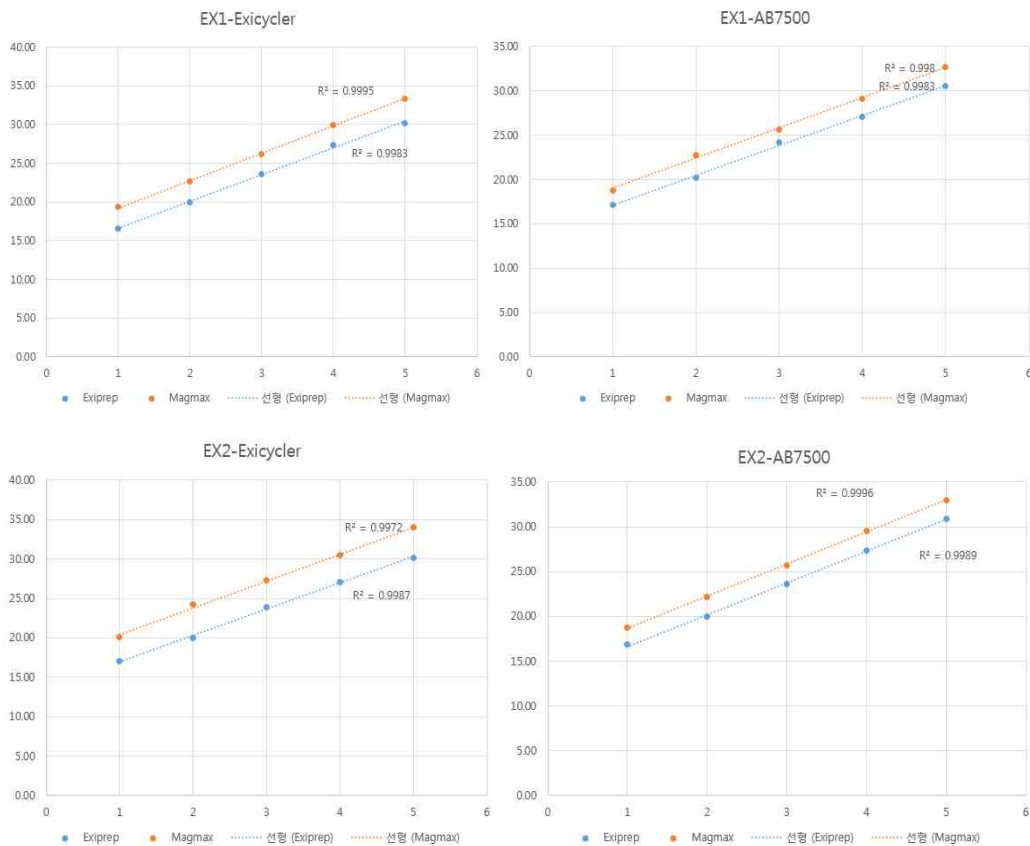 EX1-Exicycler
40.00
35.00
30.00
25.00
20.00
15.00
10.00
5.00
0.00
R² = 0.9995
R² = 0.9983
0 1 2 3 4 5 6
Exiprep Magmax 선형 (Exiprep) 선형 (Magmax)
EX1-AB7500
35.00
30.00
25.00
20.00
15.00
10.00
5.00
0.00
R² = 0.998
R² = 0.9983
0 1 2 3 4 5 6
Exiprep Magmax 선형 (Exiprep) 선형 (Magmax)
EX2-Exicycler
40.00
35.00
30.00
25.00
20.00
15.00
10.00
5.00
0.00
R² = 0.9972
R² = 0.9987
0 1 2 3 4 5 6
Exiprep Magmax 선형 (Exiprep) 선형 (Magmax)
EX2-AB7500
35.00
30.00
25.00
20.00
15.00
10.00
5.00
0.00
R² = 0.9996
R² = 0.9989
0 1 2 3 4 5 6
Exiprep Magmax 선형 (Exiprep) 선형 (Magmax)